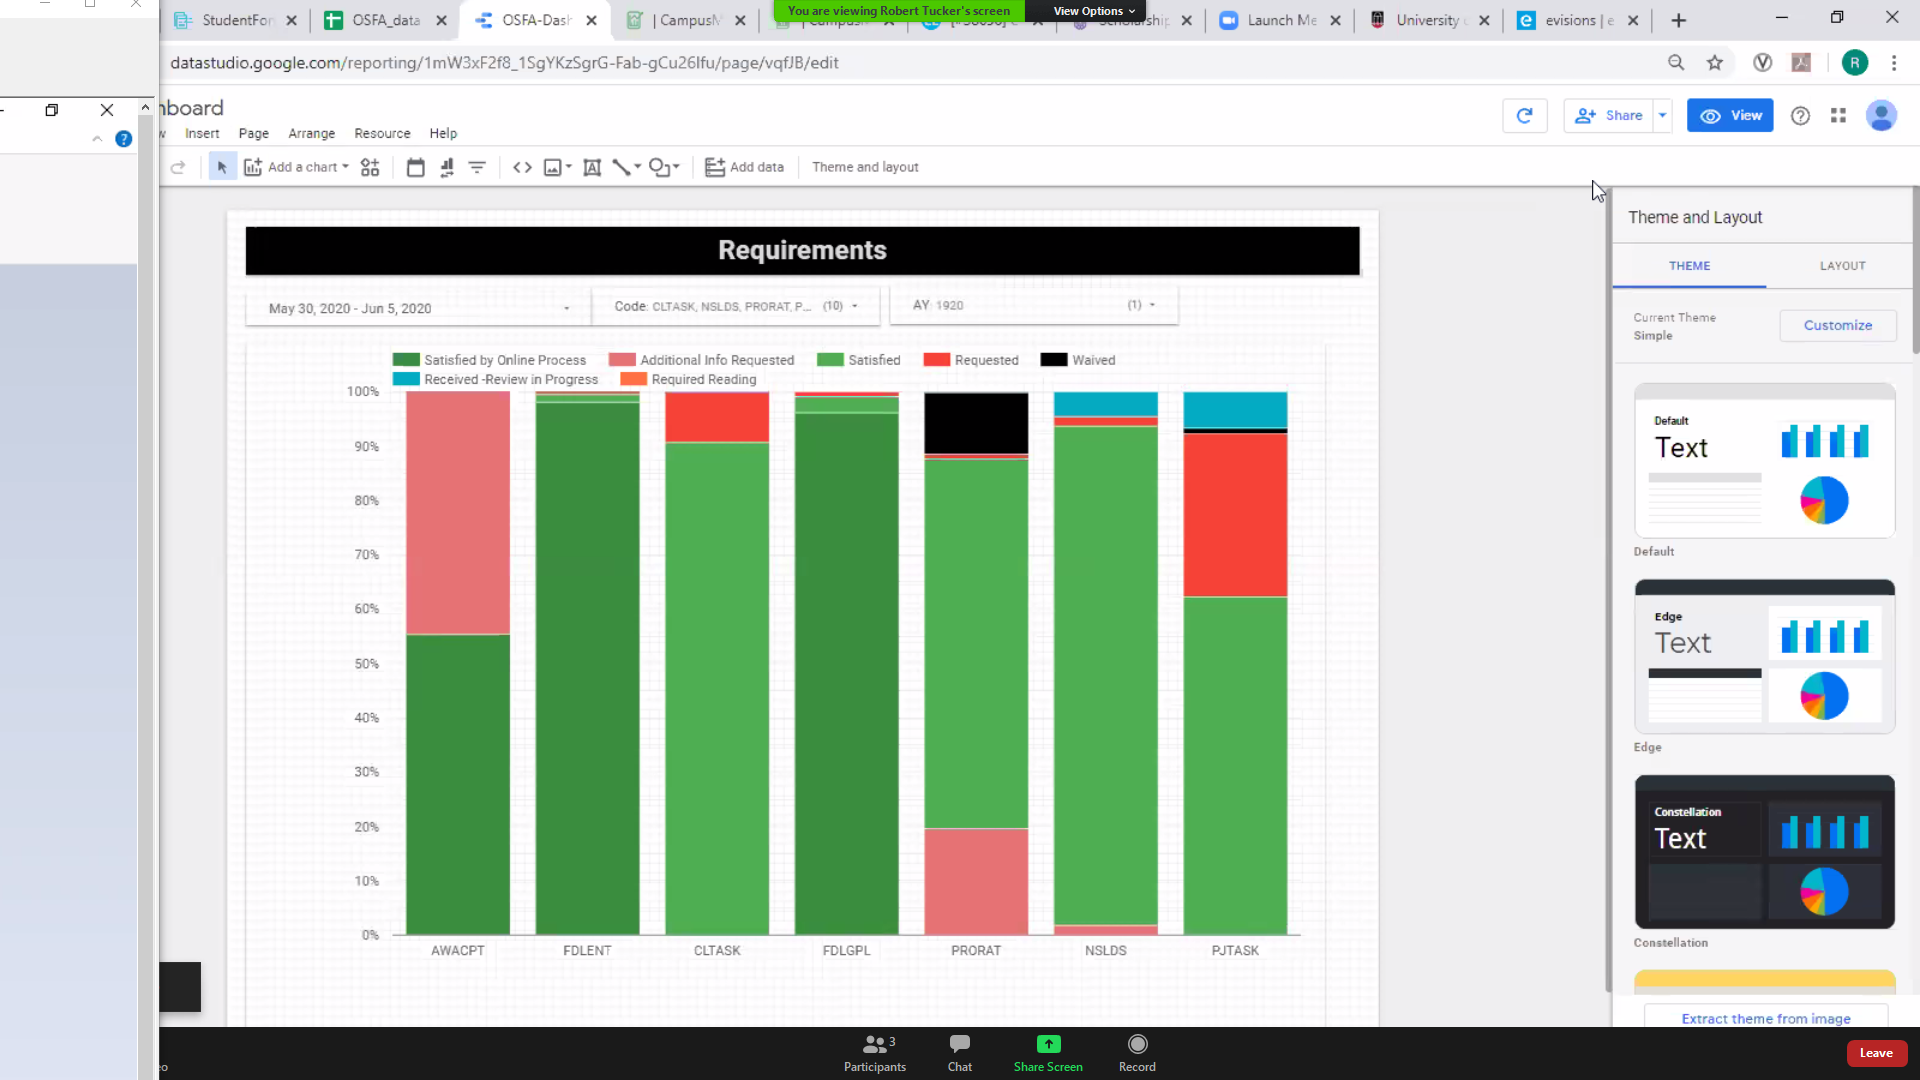 StudentFor
OSFA_data
OSFA-Dash
| CampusM
You are viewing Robert Tucker's screen
View Options
Launch Me
University
evisions | e
datastudio.google.com/reporting/1mW3xF2f8_1SgYKzSgrG-Fab-gCu26lfu/page/vqfJB/edit
R
nboard
Insert
Page
Arrange
Resource
Help
Share
View
Add a chart
Add data
Theme and layout
Requirements
May 30, 2020 - Jun 5, 2020
Code: CLTASK, NSLDS, PRORAT, P... (10)
AY: 1920 (1)
Satisfied by Online Process
Additional Info Requested
Satisfied
Requested
Waived
Received -Review in Progress
Required Reading
100%
90%
80%
70%
60%
50%
40%
30%
20%
10%
0%
AWACPT
FDLENT
CLTASK
FDLGPL
PRORAT
NSLDS
PJTASK
Theme and Layout
THEME
LAYOUT
Current Theme
Simple
Customize
Default
Text
Default
Edge
Text
Edge
Constellation
Text
Constellation
Extract theme from image
3
Participants
Chat
Share Screen
Record
Leave